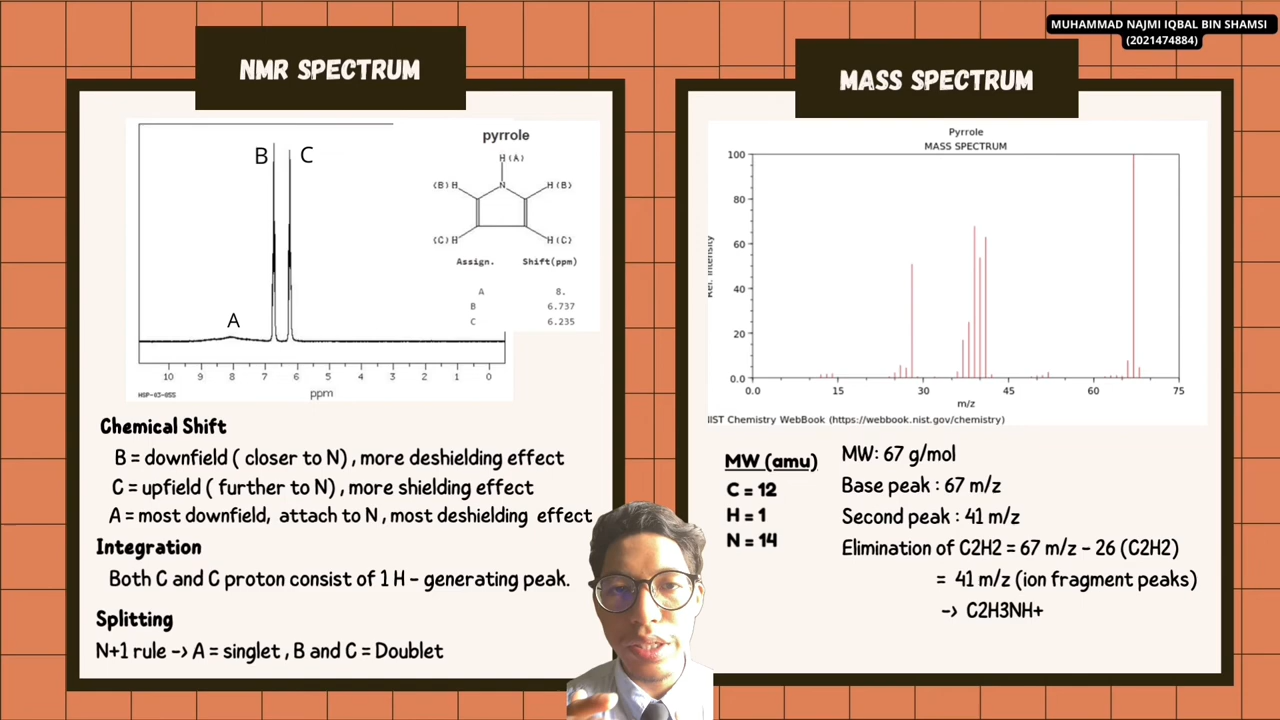 MUHAMMAD NAJMI IQBAL BIN SHAMSI
(2021474884)
NMR SPECTRUM
B
C
A
pyrrole
H(A)
N
(B)H
H(B)
(C)H
H(C)
Assign. Shift(ppm)
A 8.
B 6.737
C 6.235
10 9 8 7 6 5 4 3 2 1 0
HSP-03-055
ppm
Chemical Shift
B = downfield ( closer to N) , more deshielding effect
C = upfield ( further to N) , more shielding effect
A = most downfield, attach to N , most deshielding effect
Integration
Both C and C proton consist of 1 H - generating peak.
Splitting
N+1 rule -> A = singlet , B and C = Doublet
MASS SPECTRUM
Pyrrole
MASS SPECTRUM
100
80
60
40
20
0.0
Rel. Intensity
0.0 15 30 45 60 75
m/z
NIST Chemistry WebBook (https://webbook.nist.gov/chemistry)
MW (amu)
C = 12
H = 1
N = 14
MW: 67 g/mol
Base peak : 67 m/z
Second peak : 41 m/z
Elimination of C2H2 = 67 m/z - 26 (C2H2)
= 41 m/z (ion fragment peaks)
-> C2H3NH+